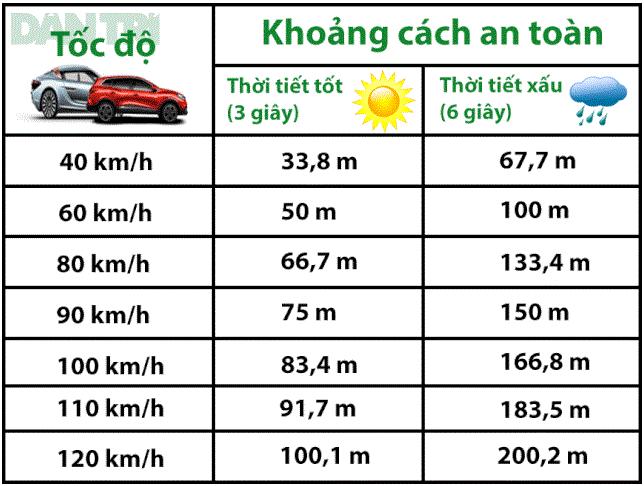 DANTRI
Tốc độ
Khoảng cách an toàn
Thời tiết tốt
(3 giây)
Thời tiết xấu
(6 giây)
40 km/h 33,8 m 67,7 m
60 km/h 50 m 100 m
80 km/h 66,7 m 133,4 m
90 km/h 75 m 150 m
100 km/h 83,4 m 166,8 m
110 km/h 91,7 m 183,5 m
120 km/h 100,1 m 200,2 m